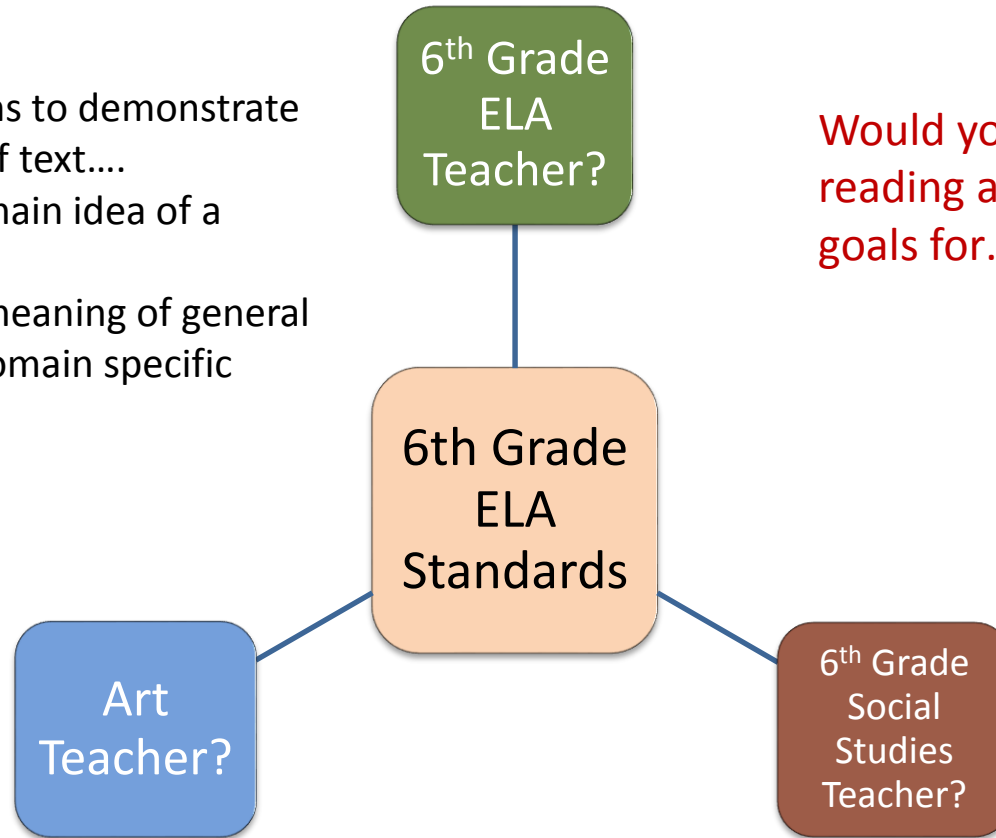 6th Grade
ELA
Teacher?
ns to demonstrate
f text….
nain idea of a
neaning of general
omain specific
Would yo
reading a
goals for.
6th Grade
ELA
Standards
Art
Teacher?
6th Grade
Social
Studies
Teacher?